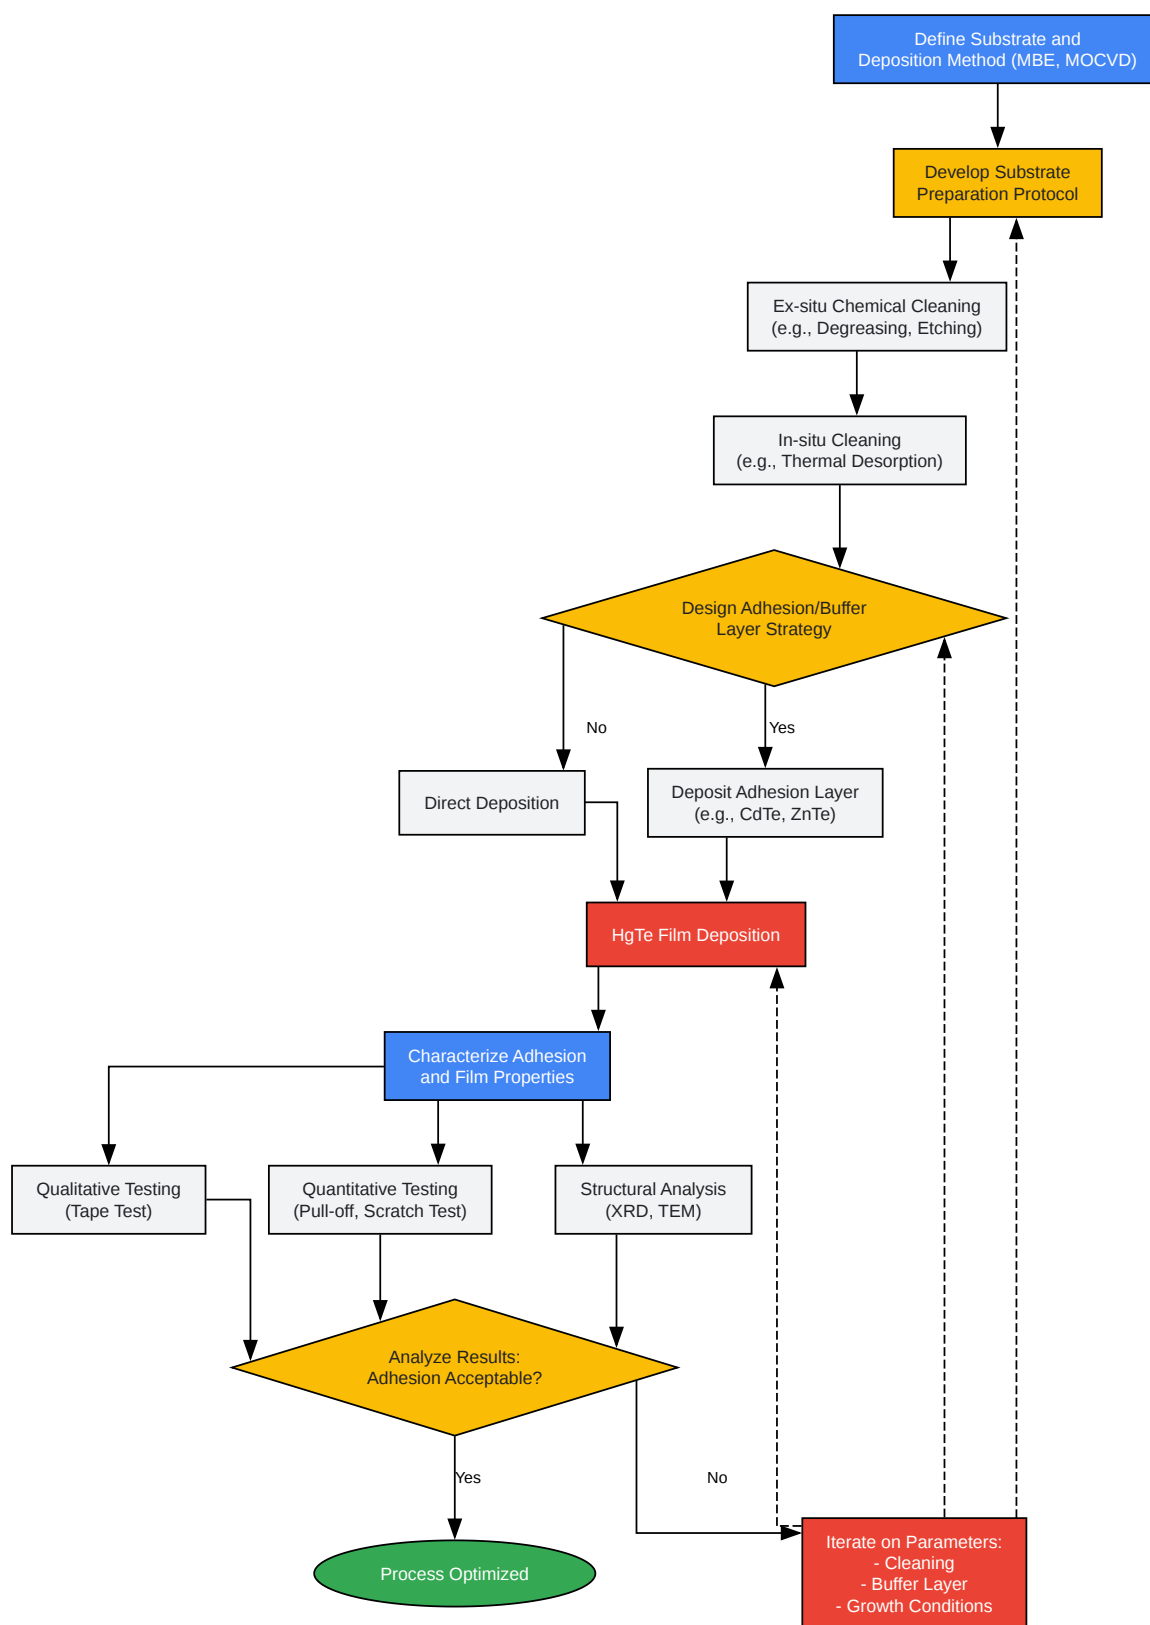 Define Substrate and
Deposition Method (MBE, MOCVD)
Develop Substrate
Preparation Protocol
Ex-situ Chemical Cleaning
(e.g., Degreasing, Etching)
In-situ Cleaning
(e.g., Thermal Desorption)
Design Adhesion/Buffer
Layer Strategy
No
Yes
Direct Deposition
Deposit Adhesion Layer
(e.g., CdTe, ZnTe)
HgTe Film Deposition
Characterize Adhesion
and Film Properties
Qualitative Testing
(Tape Test)
Quantitative Testing
(Pull-off, Scratch Test)
Structural Analysis
(XRD, TEM)
Analyze Results:
Adhesion Acceptable?
Yes
No
Process Optimized
Iterate on Parameters:
- Cleaning
- Buffer Layer
- Growth Conditions